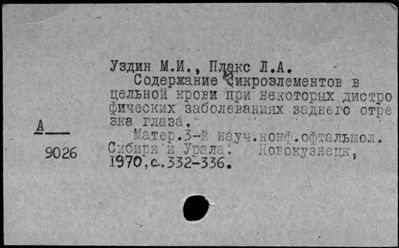 Уздин М.И., Плакс Л.А.
Содержание микроэлементов в
цельной крови при некоторых дистро
фических заболеваниях заднего отре
зка глаза.
А
Матер.3-й науч.конф.офтальмол.
9026
Сибири и Урала. Новокузнецк,
1970,с.332-336.